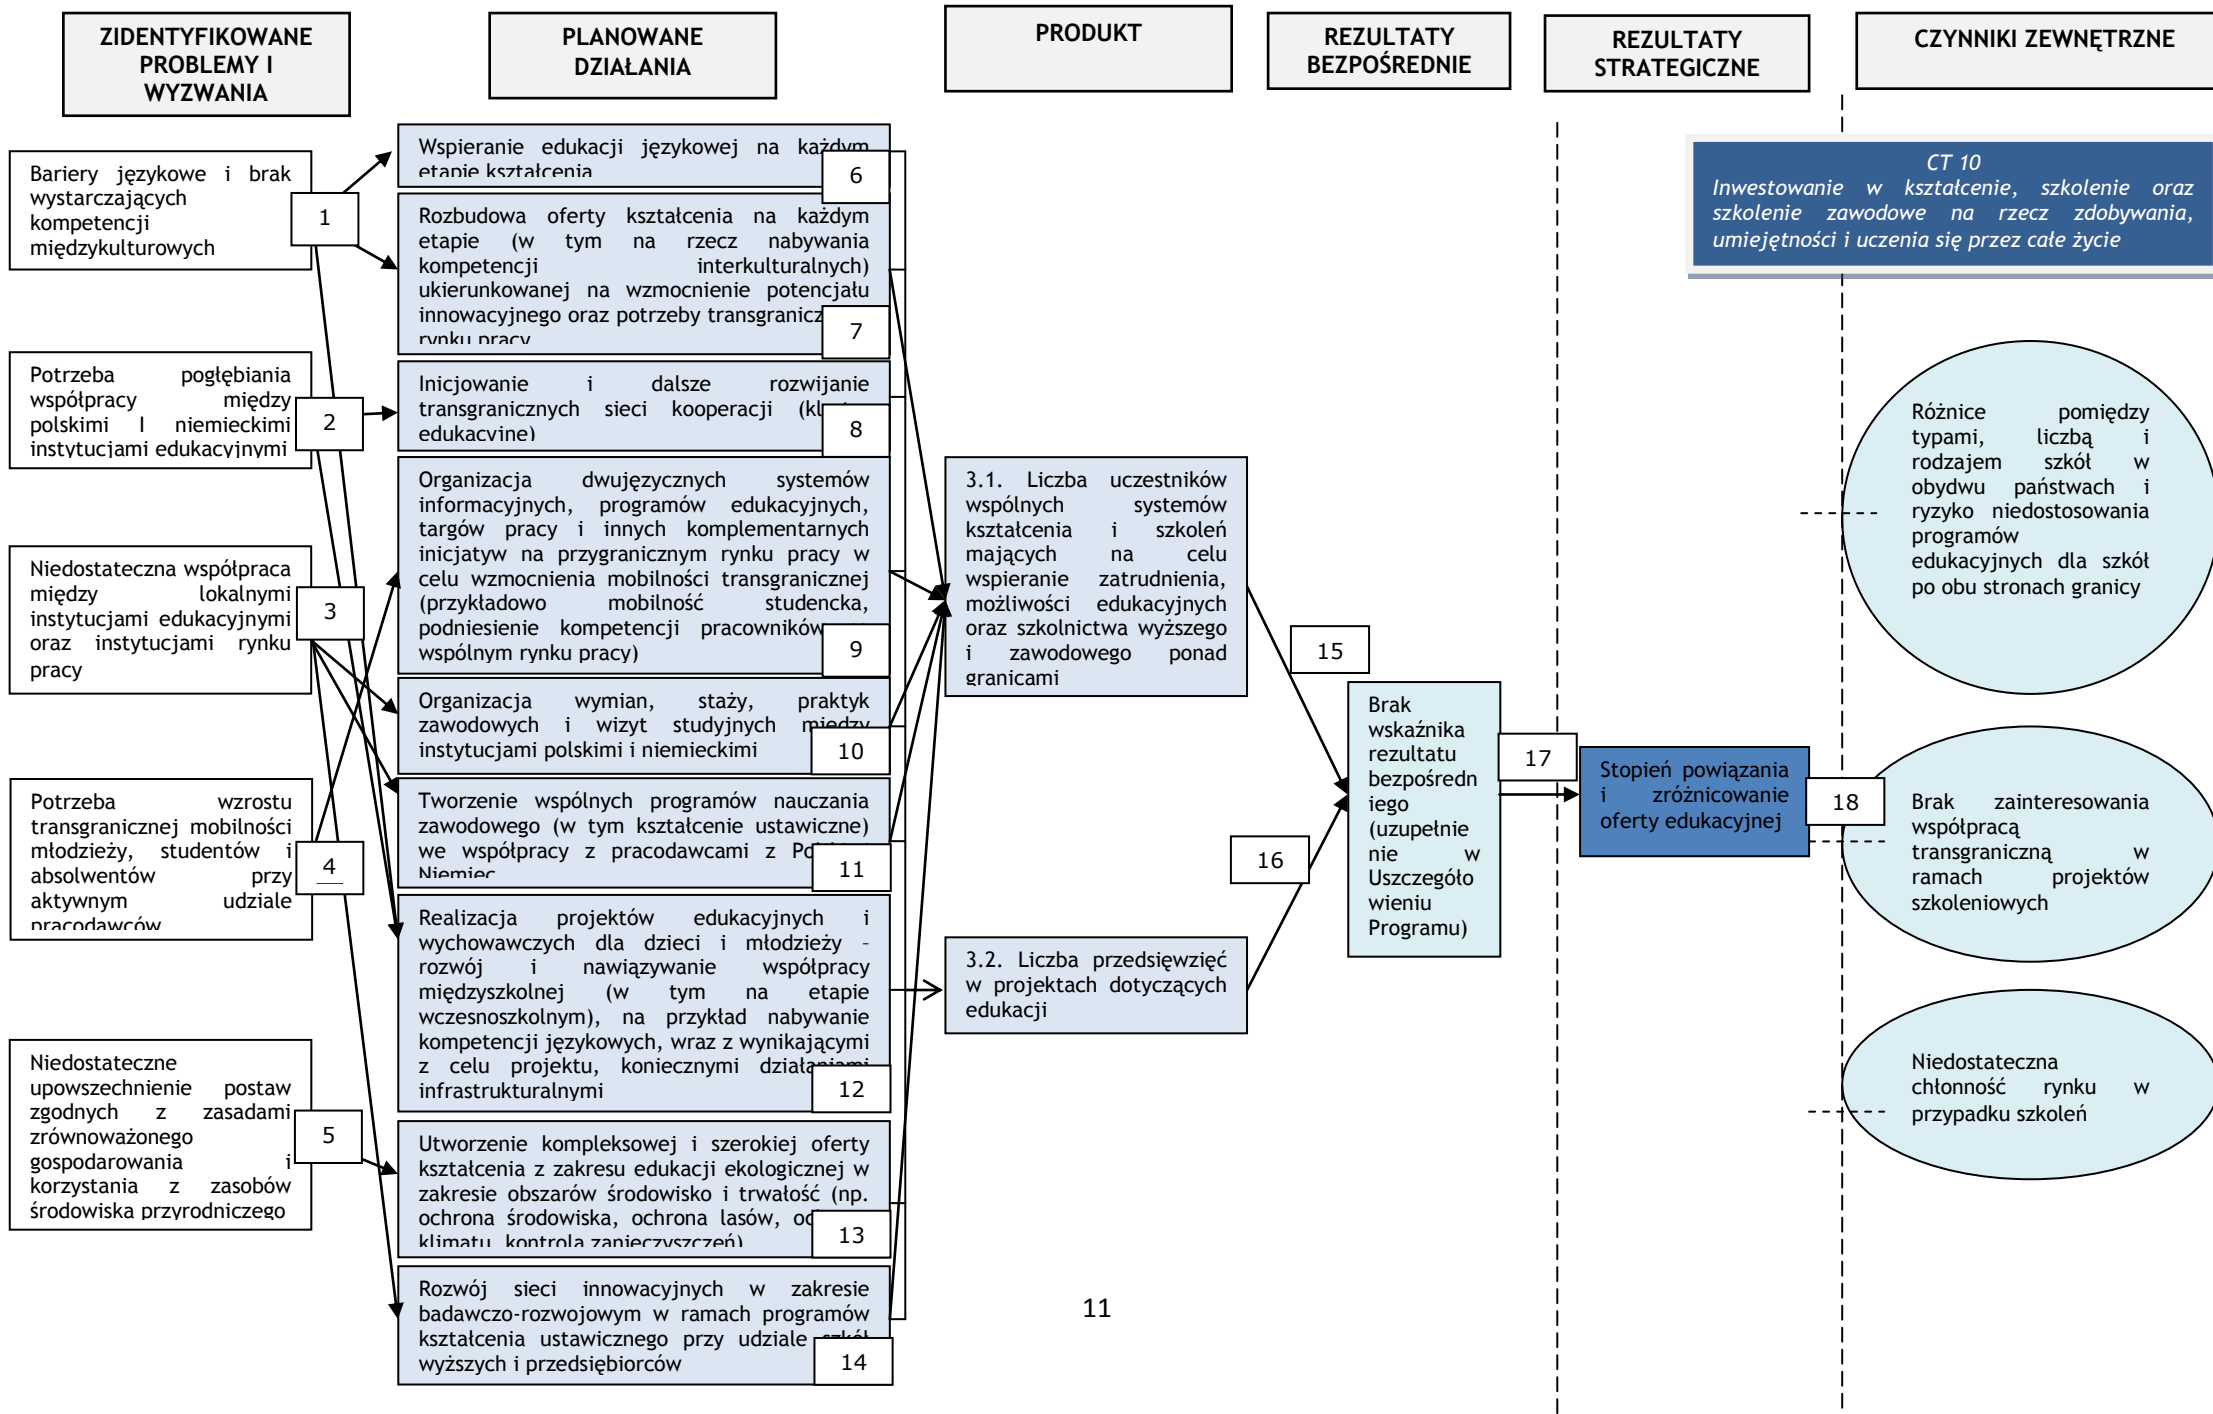 ZIDENTYFIKOWANE
PROBLEMY I
WYZWANIA
PLANOWANE
DZIAŁANIA
PRODUKT
REZULTATY
BEZPOŚREDNIE
REZULTATY
STRATEGICZNE
CZYNNIKI ZEWNĘTRZNE
Bariery językowe i brak
wystarczających
kompetencji
międzykulturowych
1
Potrzeba pogłębiania
współpracy między
polskimi I niemieckimi
instytucjami edukacyjnymi
2
Niedostateczna współpraca
między lokalnymi
instytucjami edukacyjnymi
oraz instytucjami rynku
pracy
3
Potrzeba wzrostu
transgranicznej mobilności
młodzieży, studentów i
absolwentów przy
aktywnym udziale
pracodawców
4
Niedostateczne
upowszechnienie postaw
zgodnych z zasadami
zrównoważonego
gospodarowania i
korzystania z zasobów
środowiska przyrodniczego
5
Wspieranie edukacji językowej na każdym
etapie kształcenia
6
Rozbudowa oferty kształcenia na każdym
etapie (w tym na rzecz nabywania
kompetencji interkulturalnych)
ukierunkowanej na wzmocnienie potencjału
innowacyjnego oraz potrzeby transgranicz
rynku pracy
7
Inicjowanie i dalsze rozwijanie
transgranicznych sieci kooperacji
edukacyjne)
8
Organizacja dwujęzycznych systemów
informacyjnych, programów edukacyjnych,
targów pracy i innych komplementarnych
inicjatyw na przygranicznym rynku pracy w
celu wzmocnienia mobilności transgranicznej
(przykładowo mobilność studencka,
podniesienie kompetencji pracowników
wspólnym rynku pracy)
9
Organizacja wymian, staży, praktyk
zawodowych i wizyt studyjnych między
instytucjami polskimi i niemieckimi
10
Tworzenie wspólnych programów nauczania
zawodowego (w tym kształcenie ustawiczne)
we współpracy z pracodawcami z
Niemiec
11
Realizacja projektów edukacyjnych i
wychowawczych dla dzieci i młodzieży –
rozwój i nawiązywanie współpracy
międzyszkolnej (w tym na etapie
wczesnoszkolnym), na przykład nabywanie
kompetencji językowych, wraz z wynikającymi
z celu projektu, koniecznymi działaniami
infrastrukturalnymi
12
Utworzenie kompleksowej i szerokiej oferty
kształcenia z zakresu edukacji ekologicznej w
zakresie obszarów środowisko i trwałość (np.
ochrona środowiska, ochrona lasów,
klimatu, kontrola zanieczyszczeń)
13
Rozwój sieci innowacyjnych w zakresie
badawczo-rozwojowym w ramach programów
kształcenia ustawicznego przy udziale szkół
wyższych i przedsiębiorców
14
3.1. Liczba uczestników
wspólnych systemów
kształcenia i szkoleń
mających na celu
wspieranie zatrudnienia,
możliwości edukacyjnych
oraz szkolnictwa wyższego
i zawodowego ponad
granicami
3.2. Liczba przedsięwzięć
w projektach dotyczących
edukacji
15
16
Brak
wskaźnika
rezultatu
bezpośredn
iego
(uzupełnie
nie w
Uszczegóło
wieniu
Programu)
17
Stopień powiązania
i zróżnicowanie
oferty edukacyjnej
18
CT 10
Inwestowanie w kształcenie, szkolenie oraz
szkolenie zawodowe na rzecz zdobywania,
umiejętności i uczenia się przez całe życie
Różnice pomiędzy
typami, liczbą i
rodzajem szkół w
obydwu państwach i
ryzyko niedostosowania
programów
edukacyjnych dla szkół
po obu stronach granicy
Brak zainteresowania
współpracą
transgraniczną w
ramach projektów
szkoleniowych
Niedostateczna
chłonność rynku w
przypadku szkoleń
11